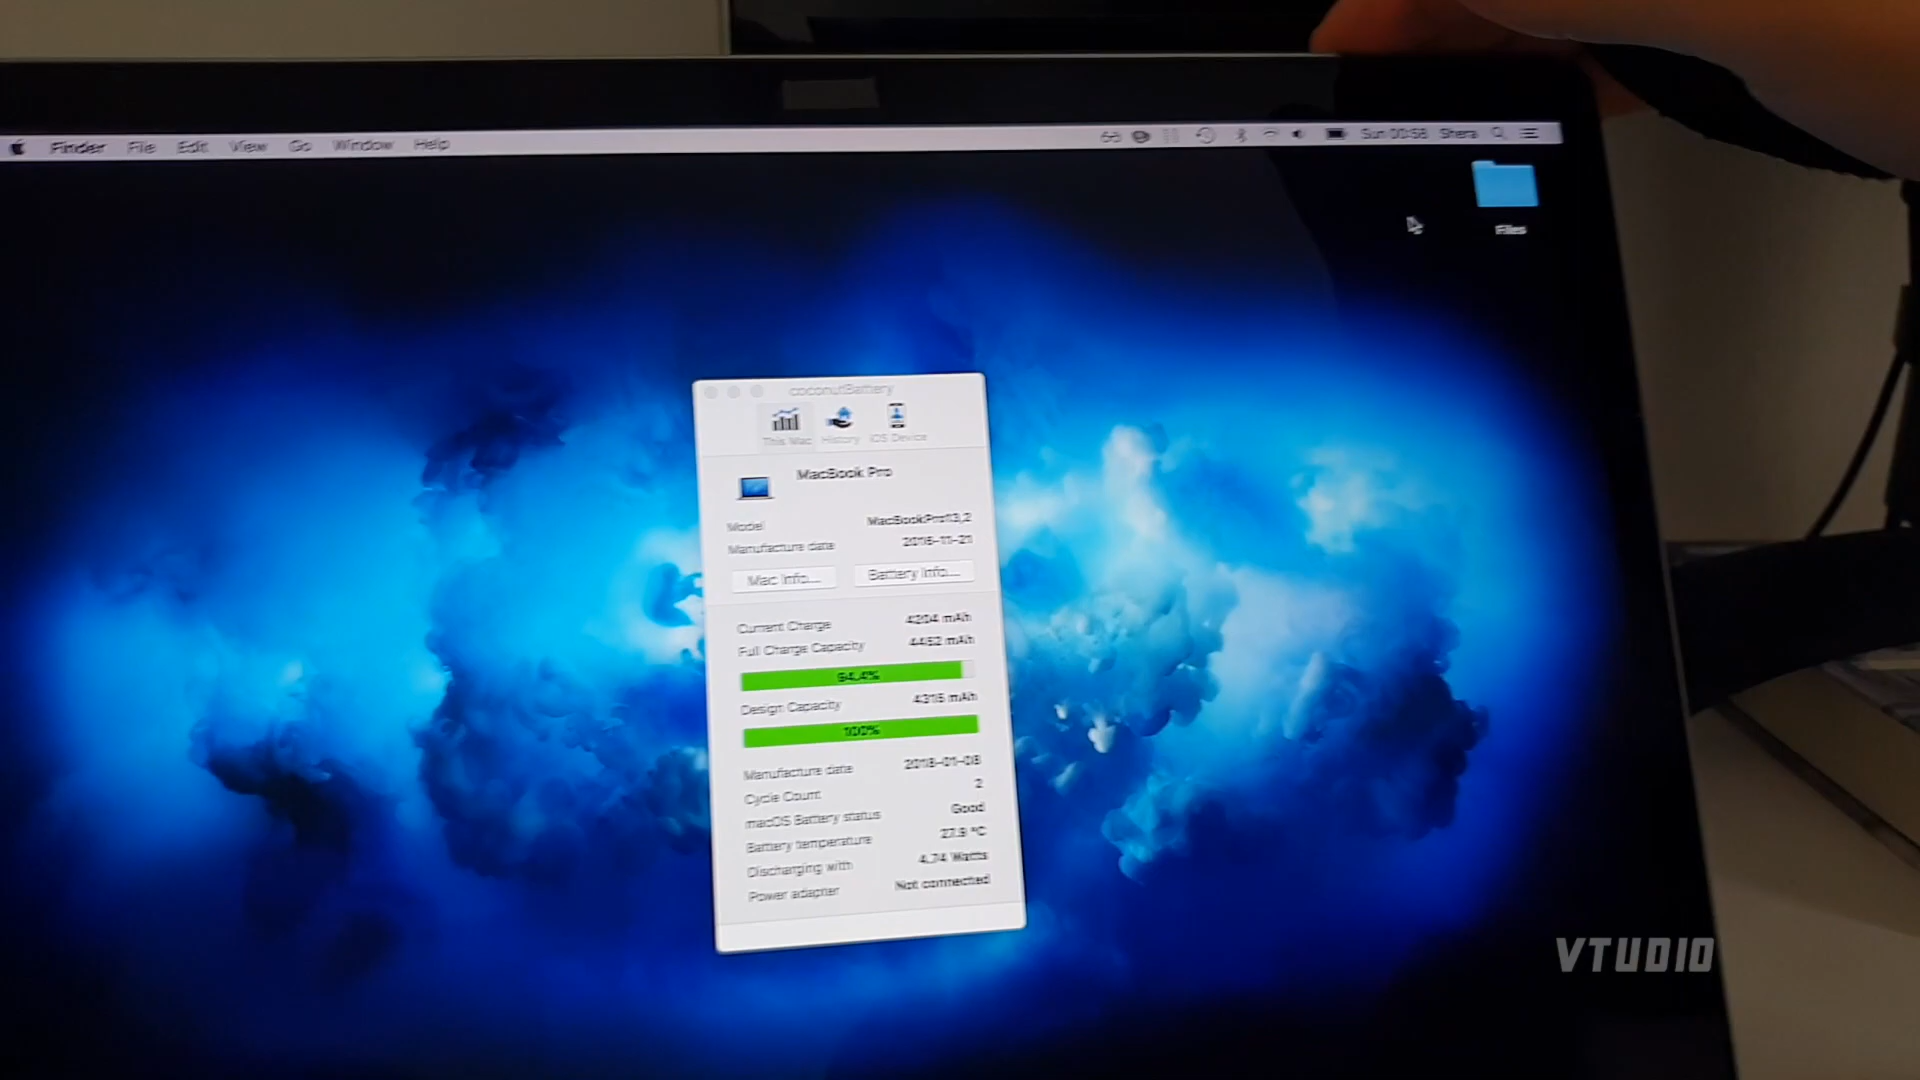 Finder File Edit View Go Window Help Sun 00:58 Shera
Files
coconutBattery
This Mac History iOS Device
MacBook Pro
Model MacBookPro13,2
Manufacture date 2016-11-21
Mac Info... Battery Info...
Current Charge 4204 mAh
Full Charge Capacity 4452 mAh
94.4%
Design Capacity 4315 mAh
100%
Manufacture date 2018-01-08
Cycle Count 2
macOS Battery status Good
Battery temperature 27.9 °C
Discharging with 4.74 Watts
Power adapter Not connected
VTUDIO